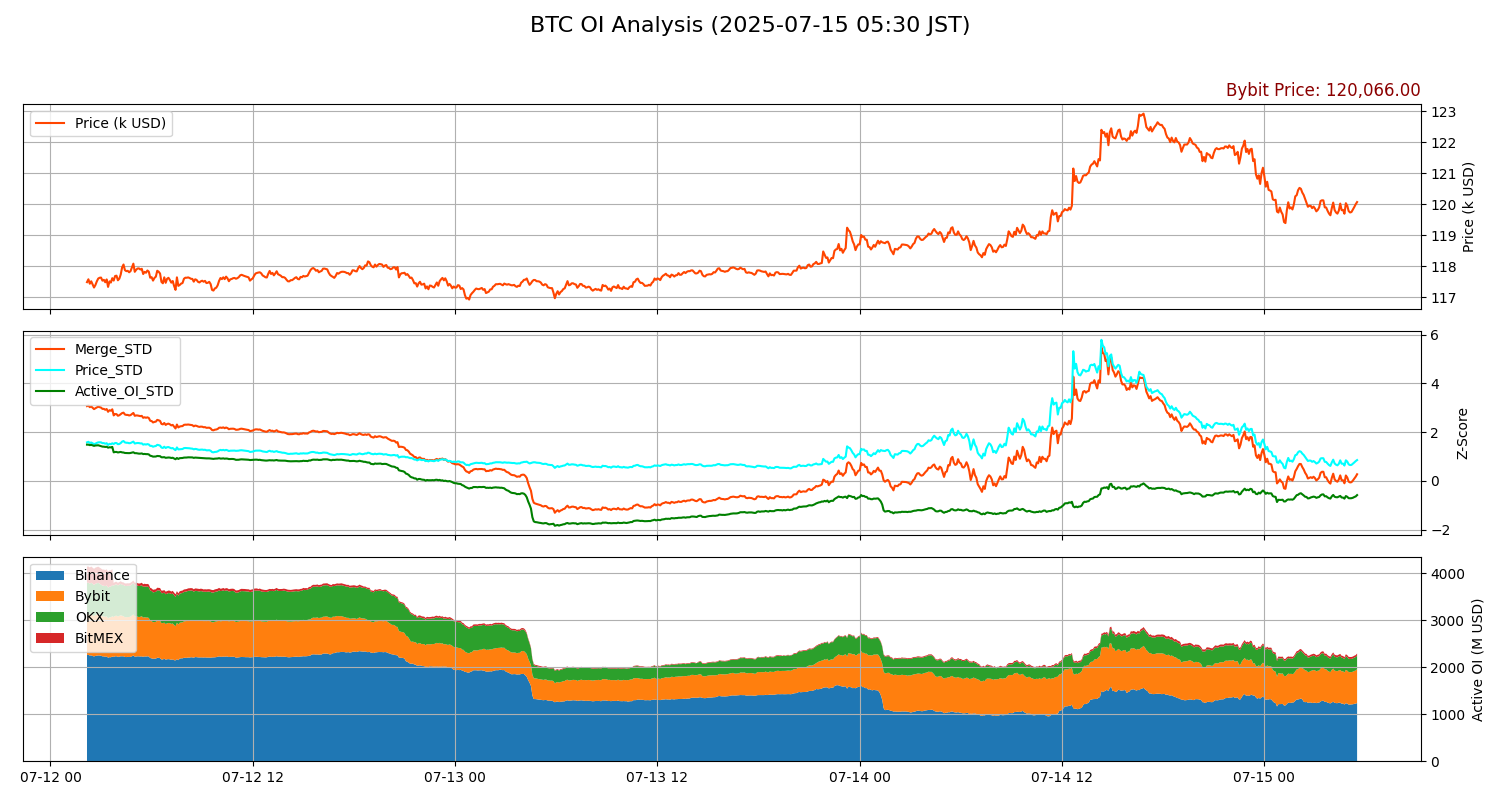 BTC OI Analysis (2025-07-15 05:30 JST)
Bybit Price: 120,066.00
Price (k USD)
123
122
121
120
119
118
117
Price (k USD)
Merge_STD
Price_STD
Active_OI_STD
6
4
2
0
−2
Z-Score
Binance
Bybit
OKX
BitMEX
4000
3000
2000
1000
0
Active OI (M USD)
07-12 00
07-12 12
07-13 00
07-13 12
07-14 00
07-14 12
07-15 00